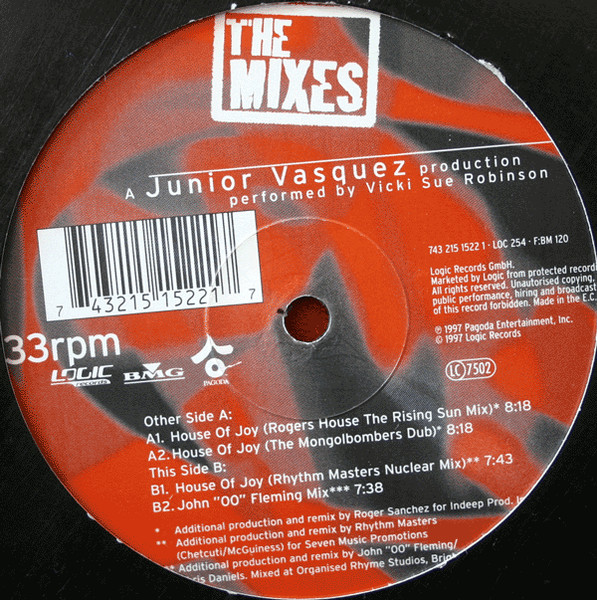 THE
MIXES
A Junior Vasquez production
performed by Vicki Sue Robinson
743 215 1522 1 · LOC 254 · F:BM 120
7 43215 15221 7
Logic Records GmbH.
Marketed by Logic from protected
All rights reserved. Unauthorised copying,
public performance, hiring and
of this record forbidden. Made in the E.C.
℗ 1997 Pagoda Entertainment, Inc.
© 1997 Logic Records
33rpm
LOGIC
records
BMG
PAGODA
LC 7502
Other Side A:
A1. House Of Joy (Rogers House The Rising Sun Mix)* 8:18
A2. House Of Joy (The Mongolbombers Dub)* 8:18
This Side B:
B1. House Of Joy (Rhythm Masters Nuclear Mix)** 7:43
B2. John "00" Fleming Mix*** 7:38
* Additional production and remix by Roger Sanchez for Indeep Prod.
** Additional production and remix by Rhythm Masters
(Chetcuti/McGuiness) for Seven Music Promotions
** Additional production and remix by John "00" Fleming/
Daniels. Mixed at Organised Rhyme Studios,